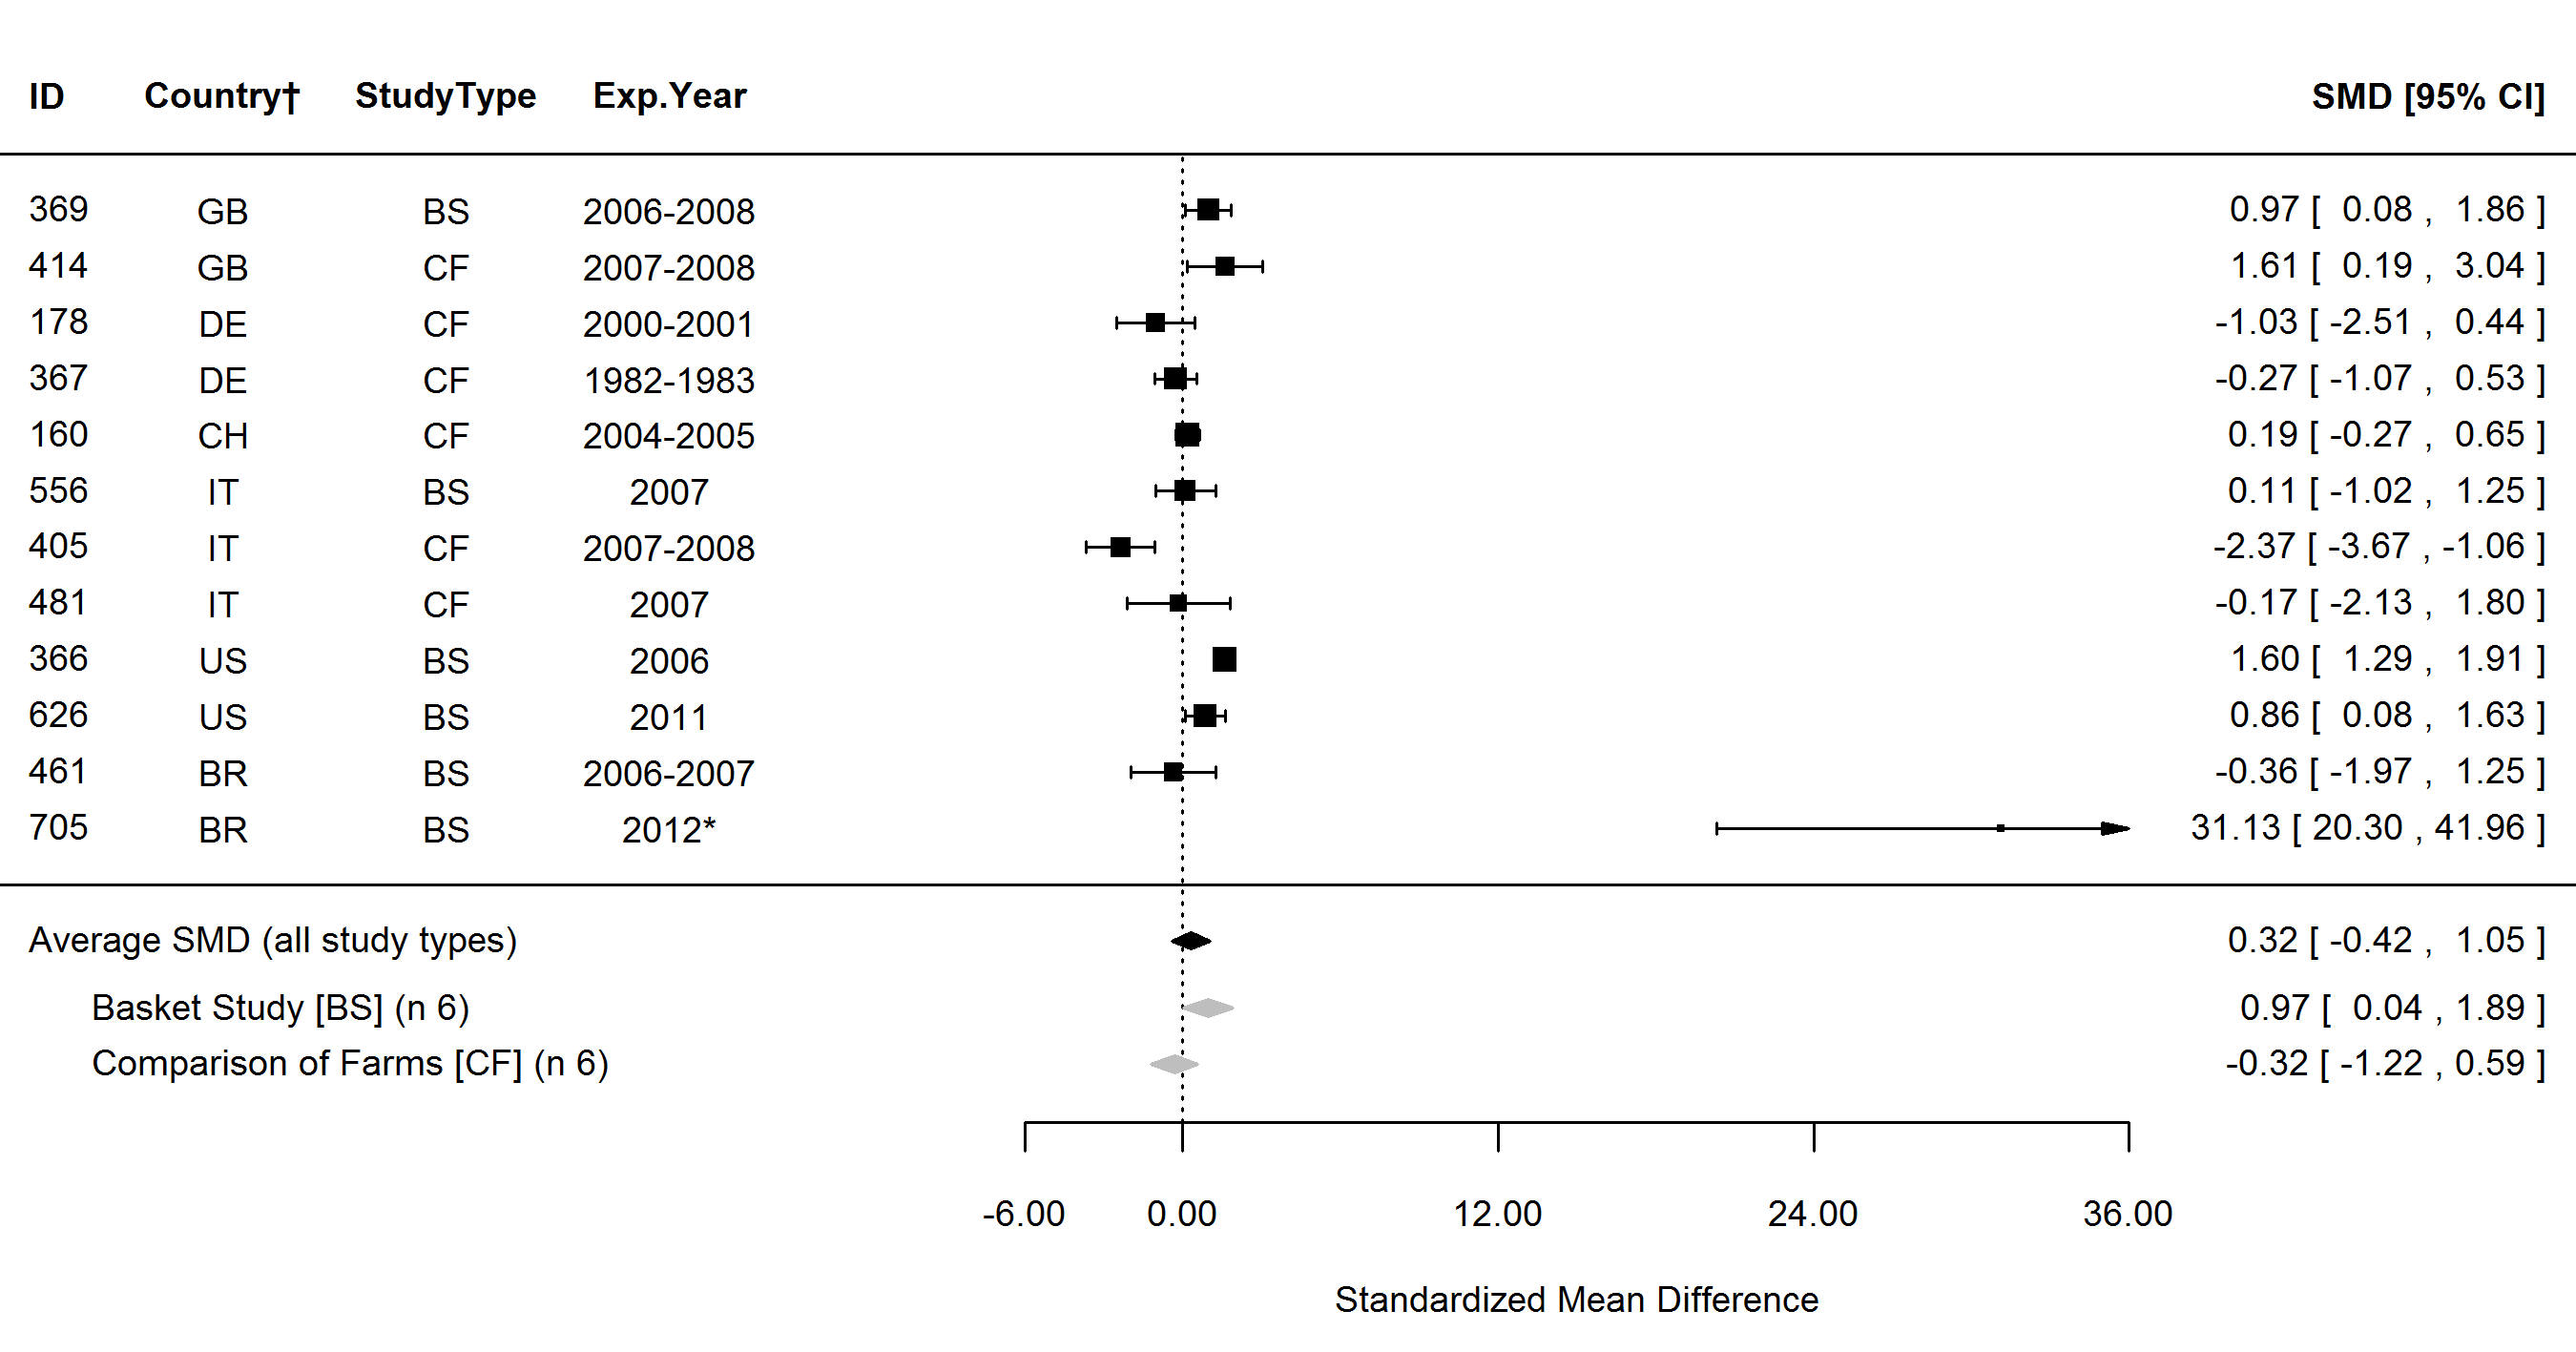 ID Country† StudyType Exp.Year SMD [95% CI]
369 GB BS 2006-2008 0.97 [ 0.08 , 1.86 ]
414 GB CF 2007-2008 1.61 [ 0.19 , 3.04 ]
178 DE CF 2000-2001 -1.03 [ -2.51 , 0.44 ]
367 DE CF 1982-1983 -0.27 [ -1.07 , 0.53 ]
160 CH CF 2004-2005 0.19 [ -0.27 , 0.65 ]
556 IT BS 2007 0.11 [ -1.02 , 1.25 ]
405 IT CF 2007-2008 -2.37 [ -3.67 , -1.06 ]
481 IT CF 2007 -0.17 [ -2.13 , 1.80 ]
366 US BS 2006 1.60 [ 1.29 , 1.91 ]
626 US BS 2011 0.86 [ 0.08 , 1.63 ]
461 BR BS 2006-2007 -0.36 [ -1.97 , 1.25 ]
705 BR BS 2012* 31.13 [ 20.30 , 41.96 ]
Average SMD (all study types) 0.32 [ -0.42 , 1.05 ]
Basket Study [BS] (n 6) 0.97 [ 0.04 , 1.89 ]
Comparison of Farms [CF] (n 6) -0.32 [ -1.22 , 0.59 ]
-6.00 0.00 12.00 24.00 36.00
Standardized Mean Difference